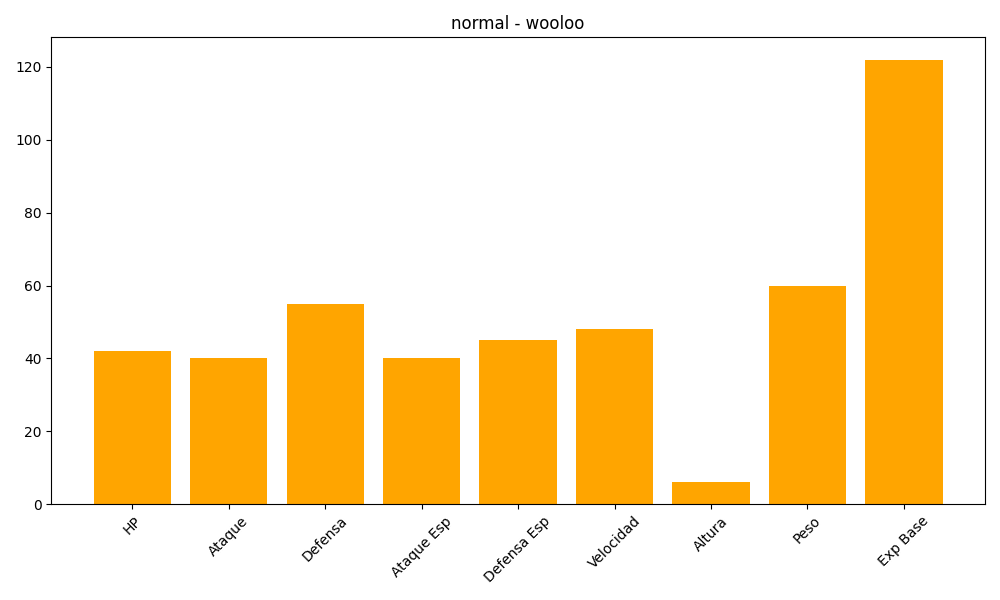 normal - wooloo
120
100
80
60
40
20
0
HP
Ataque
Defensa
Ataque Esp
Defensa Esp
Velocidad
Altura
Peso
Exp Base